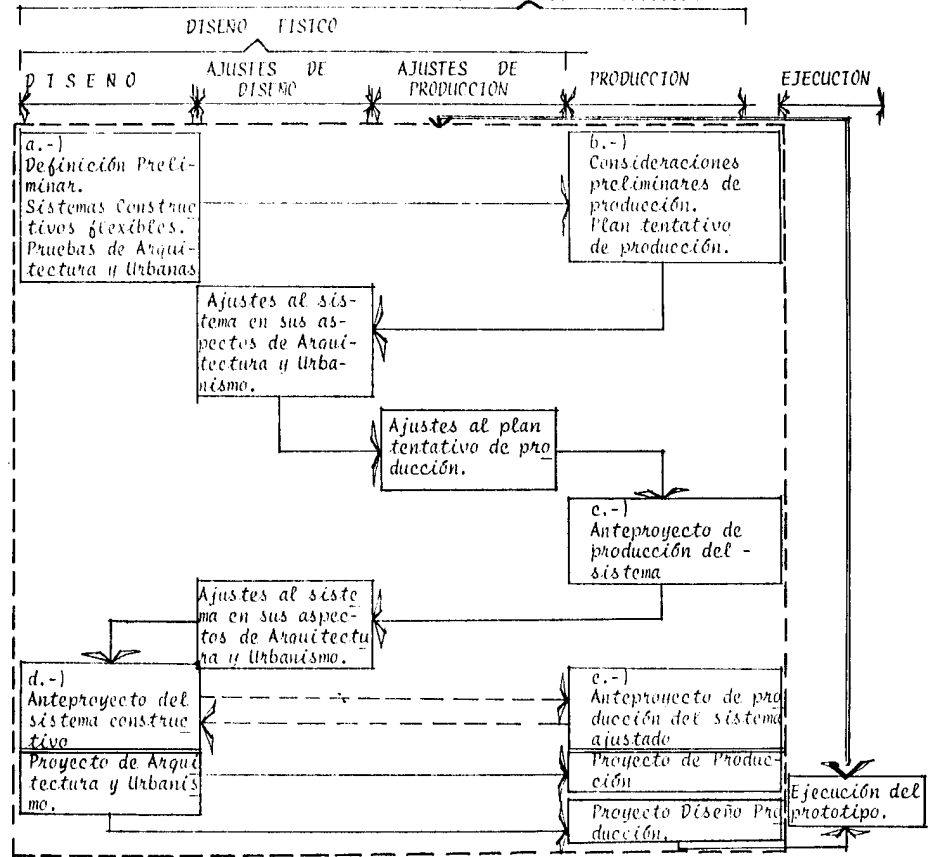 DISEÑO FISICO
DISEÑO
AJUSTES DE
DISEÑO
AJUSTES DE
PRODUCCION
PRODUCCION
EJECUCION
a.-)
Definición Preli-
minar.
Sistemas Construc
tivos flexibles.
Pruebas de Arqui-
tectura y Urbanas
b.-)
Consideraciones
preliminares de
producción.
Plan tentativo
de producción.
Ajustes al sis-
tema en sus as-
pectos de Arqui-
tectura y Urba-
nismo.
Ajustes al plan
tentativo de pro
ducción.
c.-)
Anteproyecto de
producción del -
sistema
Ajustes al siste
ma en sus aspec-
tos de Arquitectu
ra y Urbanismo.
d.-)
Anteproyecto del
sistema construc
tivo
e.-)
Anteproyecto de pro
ducción del sistema
ajustado
Proyecto de Arqui
tectura y Urbanis
mo.
Proyecto de Produc-
ción
Proyecto Diseño Pro
ducción.
Ejecución del
prototipo.